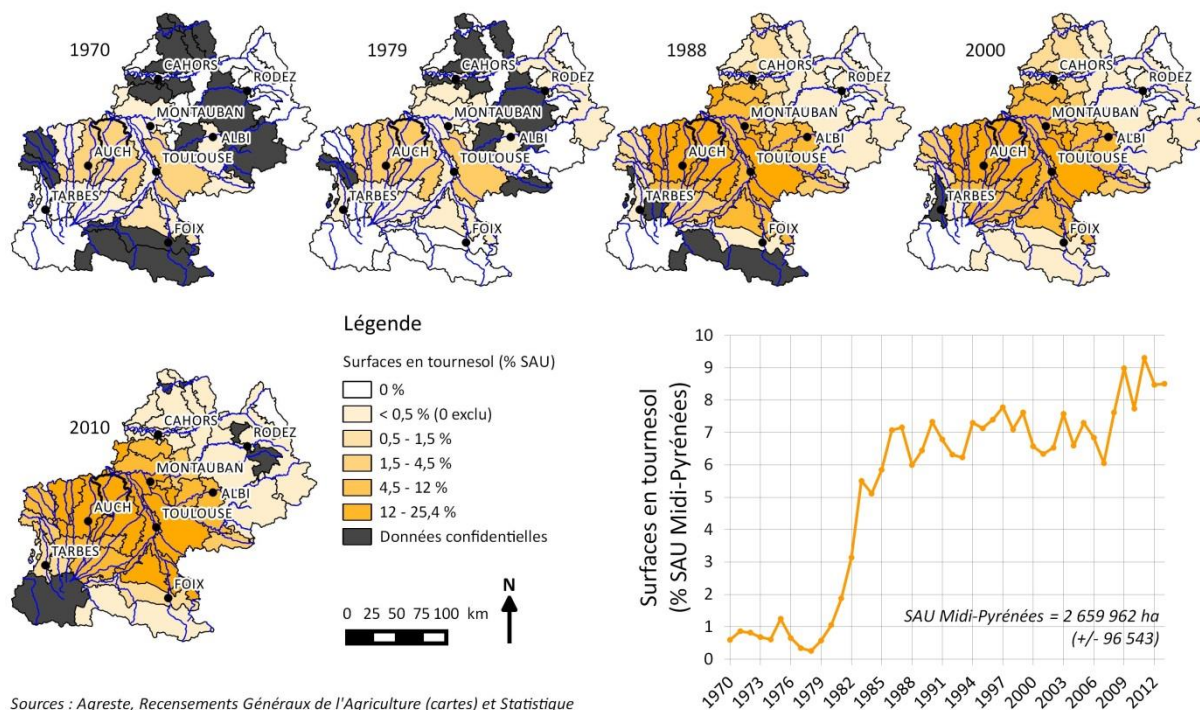 1970
CAHORS
RODEZ
MONTAUBAN
ALBI
AUCH
TOULOUSE
TARBES
FOIX
1979
CAHORS
RODEZ
MONTAUBAN
ALBI
AUCH
TOULOUSE
TARBES
FOIX
1988
CAHORS
RODEZ
MONTAUBAN
ALBI
AUCH
TOULOUSE
TARBES
FOIX
2000
CAHORS
RODEZ
MONTAUBAN
ALBI
AUCH
TOULOUSE
TARBES
FOIX
2010
CAHORS
RODEZ
MONTAUBAN
ALBI
AUCH
TOULOUSE
TARBES
FOIX
Légende
Surfaces en tournesol (% SAU)
0 %
< 0,5 % (0 exclu)
0,5 - 1,5 %
1,5 - 4,5 %
4,5 - 12 %
12 - 25,4 %
Données confidentielles
0 25 50 75 100 km
N
Surfaces en tournesol
(% SAU Midi-Pyrénées)
10
9
8
7
6
5
4
3
2
1
0
SAU Midi-Pyrénées = 2 659 962 ha
(+/- 96 543)
1970 1973 1976 1979 1982 1985 1988 1991 1994 1997 2000 2003 2006 2009 2012
Sources : Agreste, Recensements Généraux de l'Agriculture (cartes) et Statistique